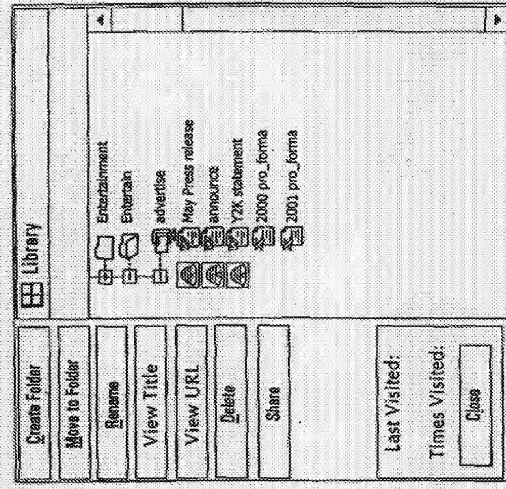 Library
Create Folder
Move to Folder
Rename
View Title
View URL
Delete
Share
Last Visited:
Times Visited:
Close
Entertainment
Entertain
advertise
May Press release
announce
Y2K statement
2000 pro_forma
2001 pro_forma